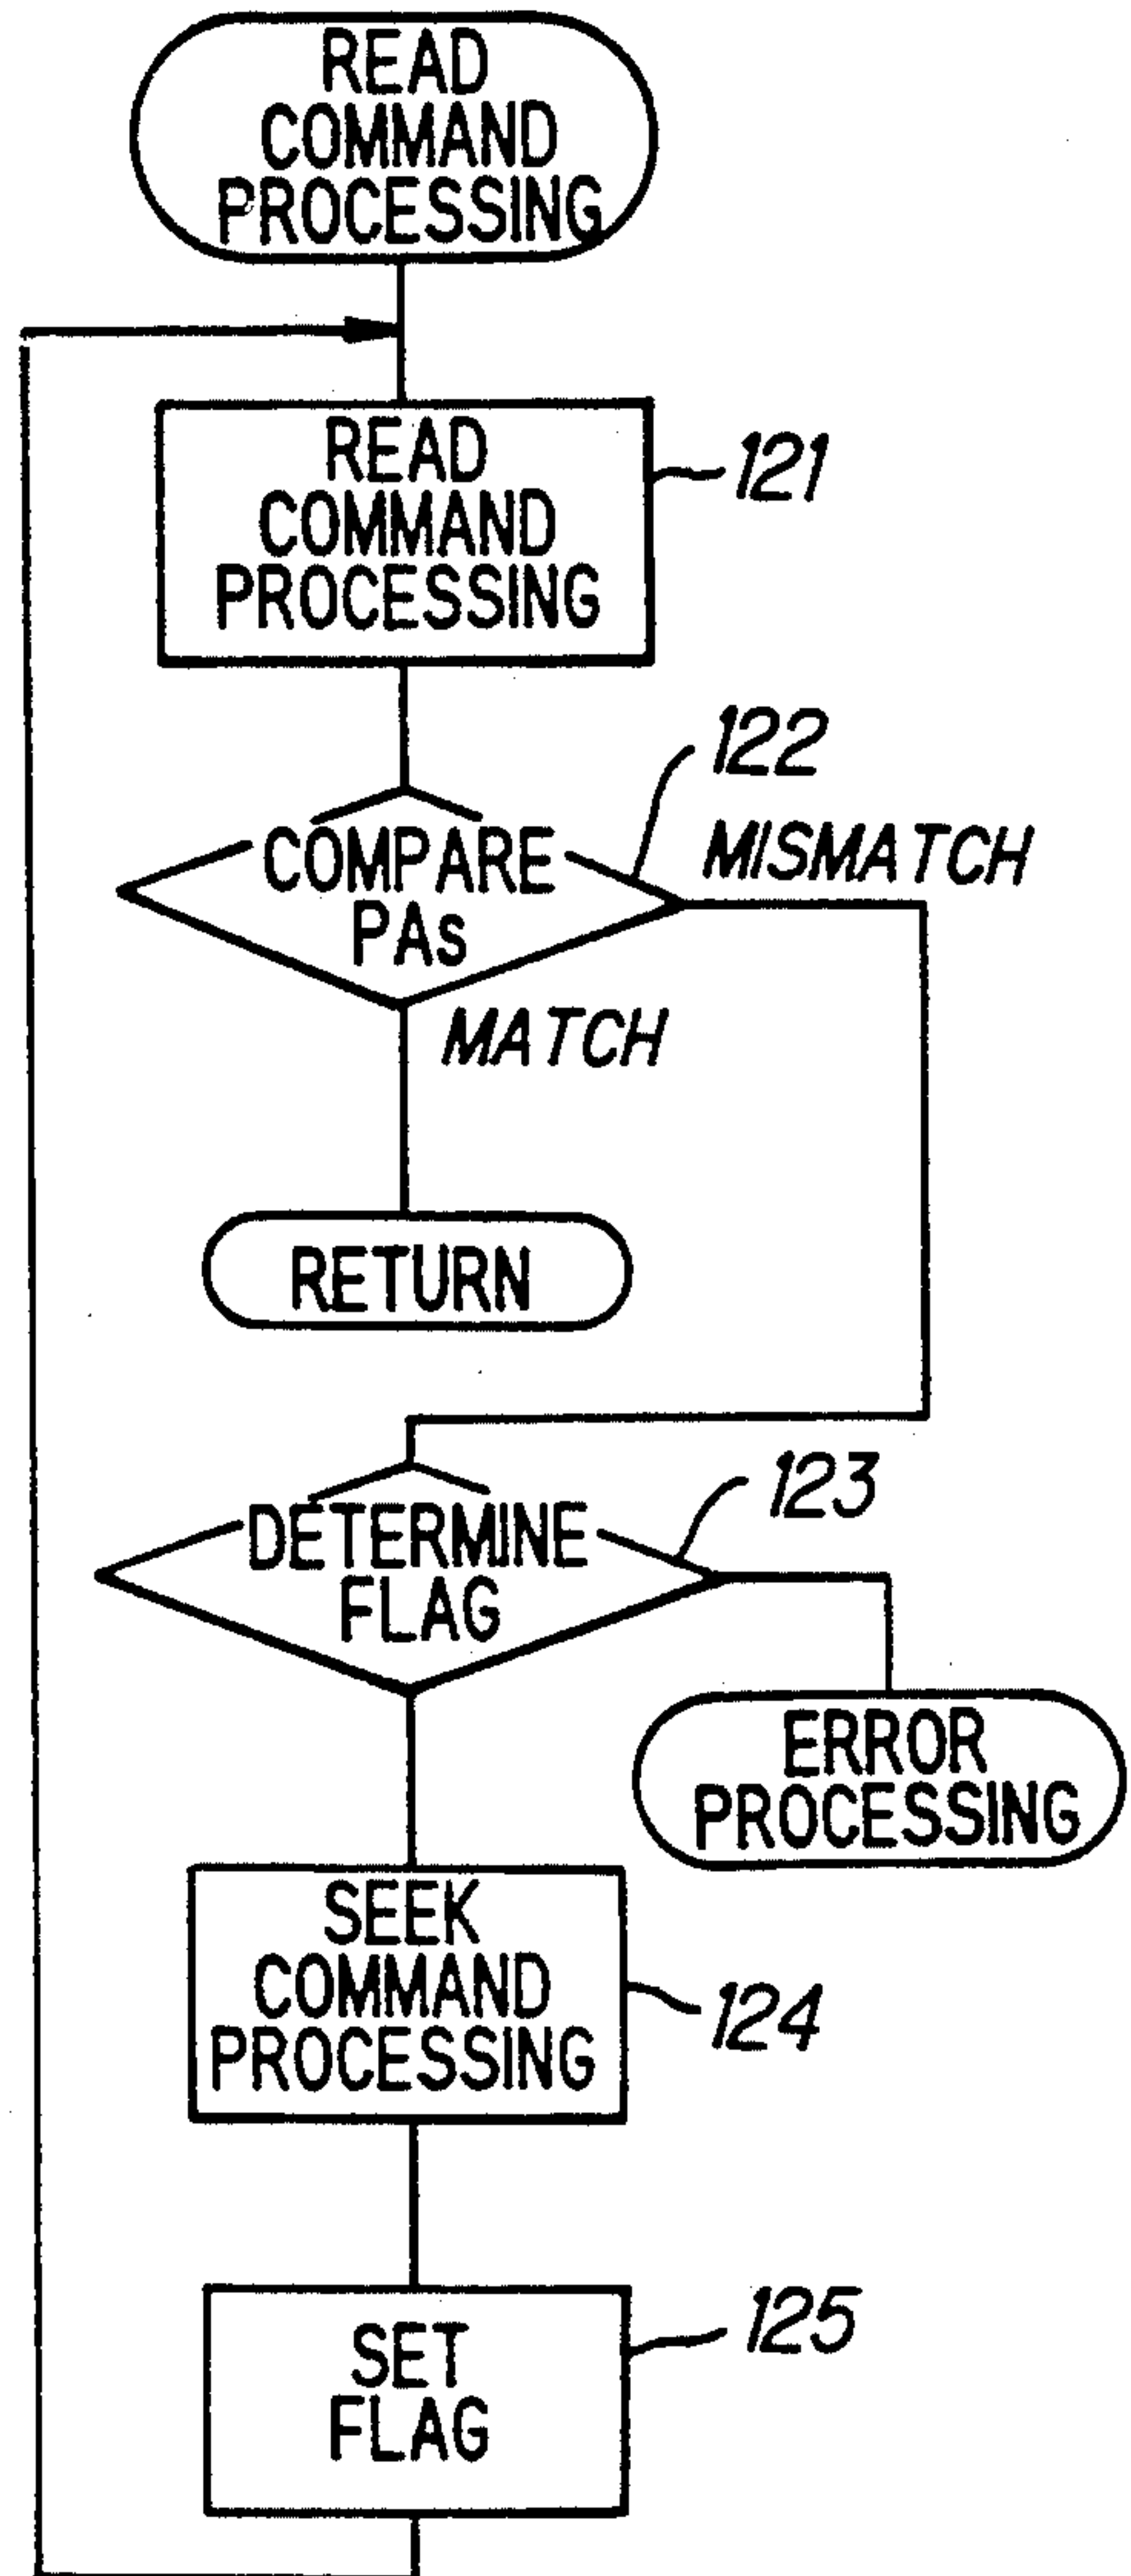 READ
COMMAND
PROCESSING
READ
COMMAND
PROCESSING
121
122
COMPARE
PAs
MISMATCH
MATCH
RETURN
123
DETERMINE
FLAG
ERROR
PROCESSING
SEEK
COMMAND
PROCESSING
124
SET
FLAG
125